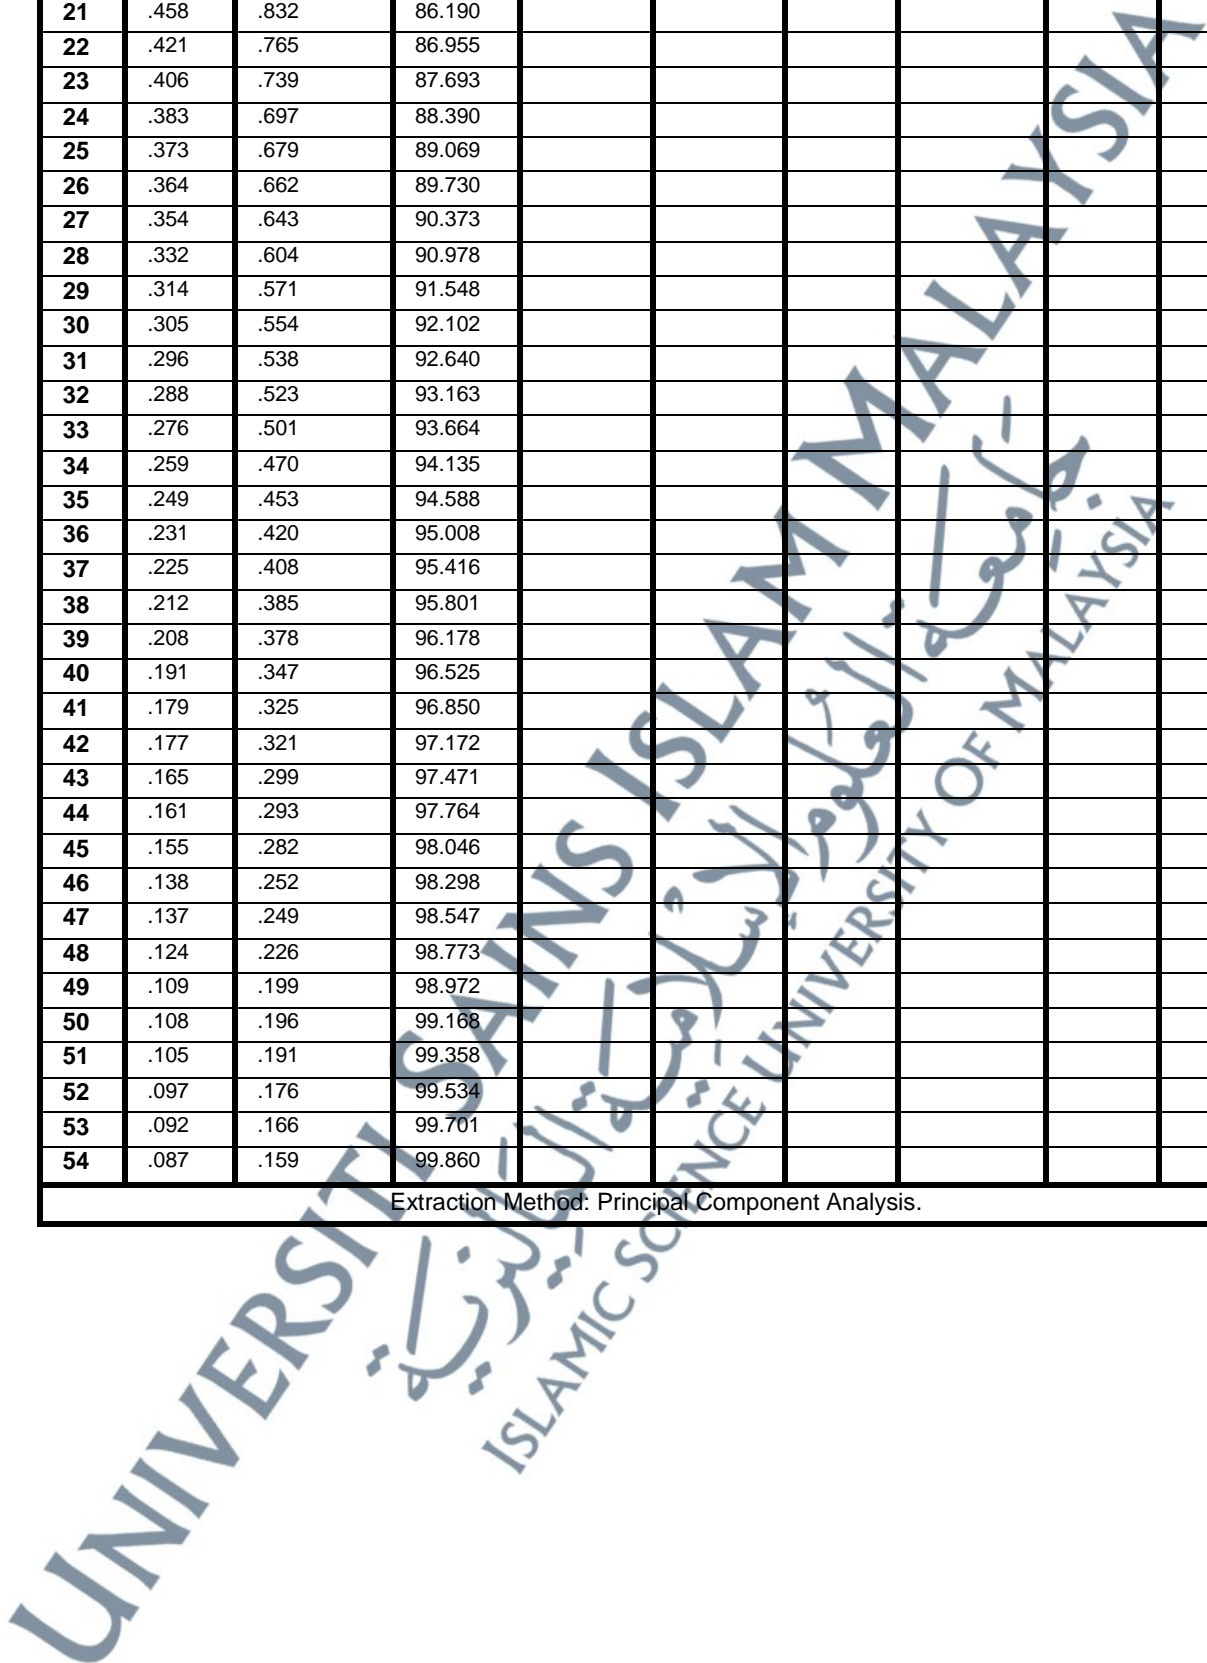 21 .458 .832 86.190
22 .421 .765 86.955
23 .406 .739 87.693
24 .383 .697 88.390
25 .373 .679 89.069
26 .364 .662 89.730
27 .354 .643 90.373
28 .332 .604 90.978
29 .314 .571 91.548
30 .305 .554 92.102
31 .296 .538 92.640
32 .288 .523 93.163
33 .276 .501 93.664
34 .259 .470 94.135
35 .249 .453 94.588
36 .231 .420 95.008
37 .225 .408 95.416
38 .212 .385 95.801
39 .208 .378 96.178
40 .191 .347 96.525
41 .179 .325 96.850
42 .177 .321 97.172
43 .165 .299 97.471
44 .161 .293 97.764
45 .155 .282 98.046
46 .138 .252 98.298
47 .137 .249 98.547
48 .124 .226 98.773
49 .109 .199 98.972
50 .108 .196 99.168
51 .105 .191 99.358
52 .097 .176 99.534
53 .092 .166 99.701
54 .087 .159 99.860
Extraction Method: Principal Component Analysis.
UNIVERSITI SAINS ISLAM MALAYSIA
جامعة العلوم الإسلامية الماليزية
ISLAMIC SCIENCE UNIVERSITY OF MALAYSIA